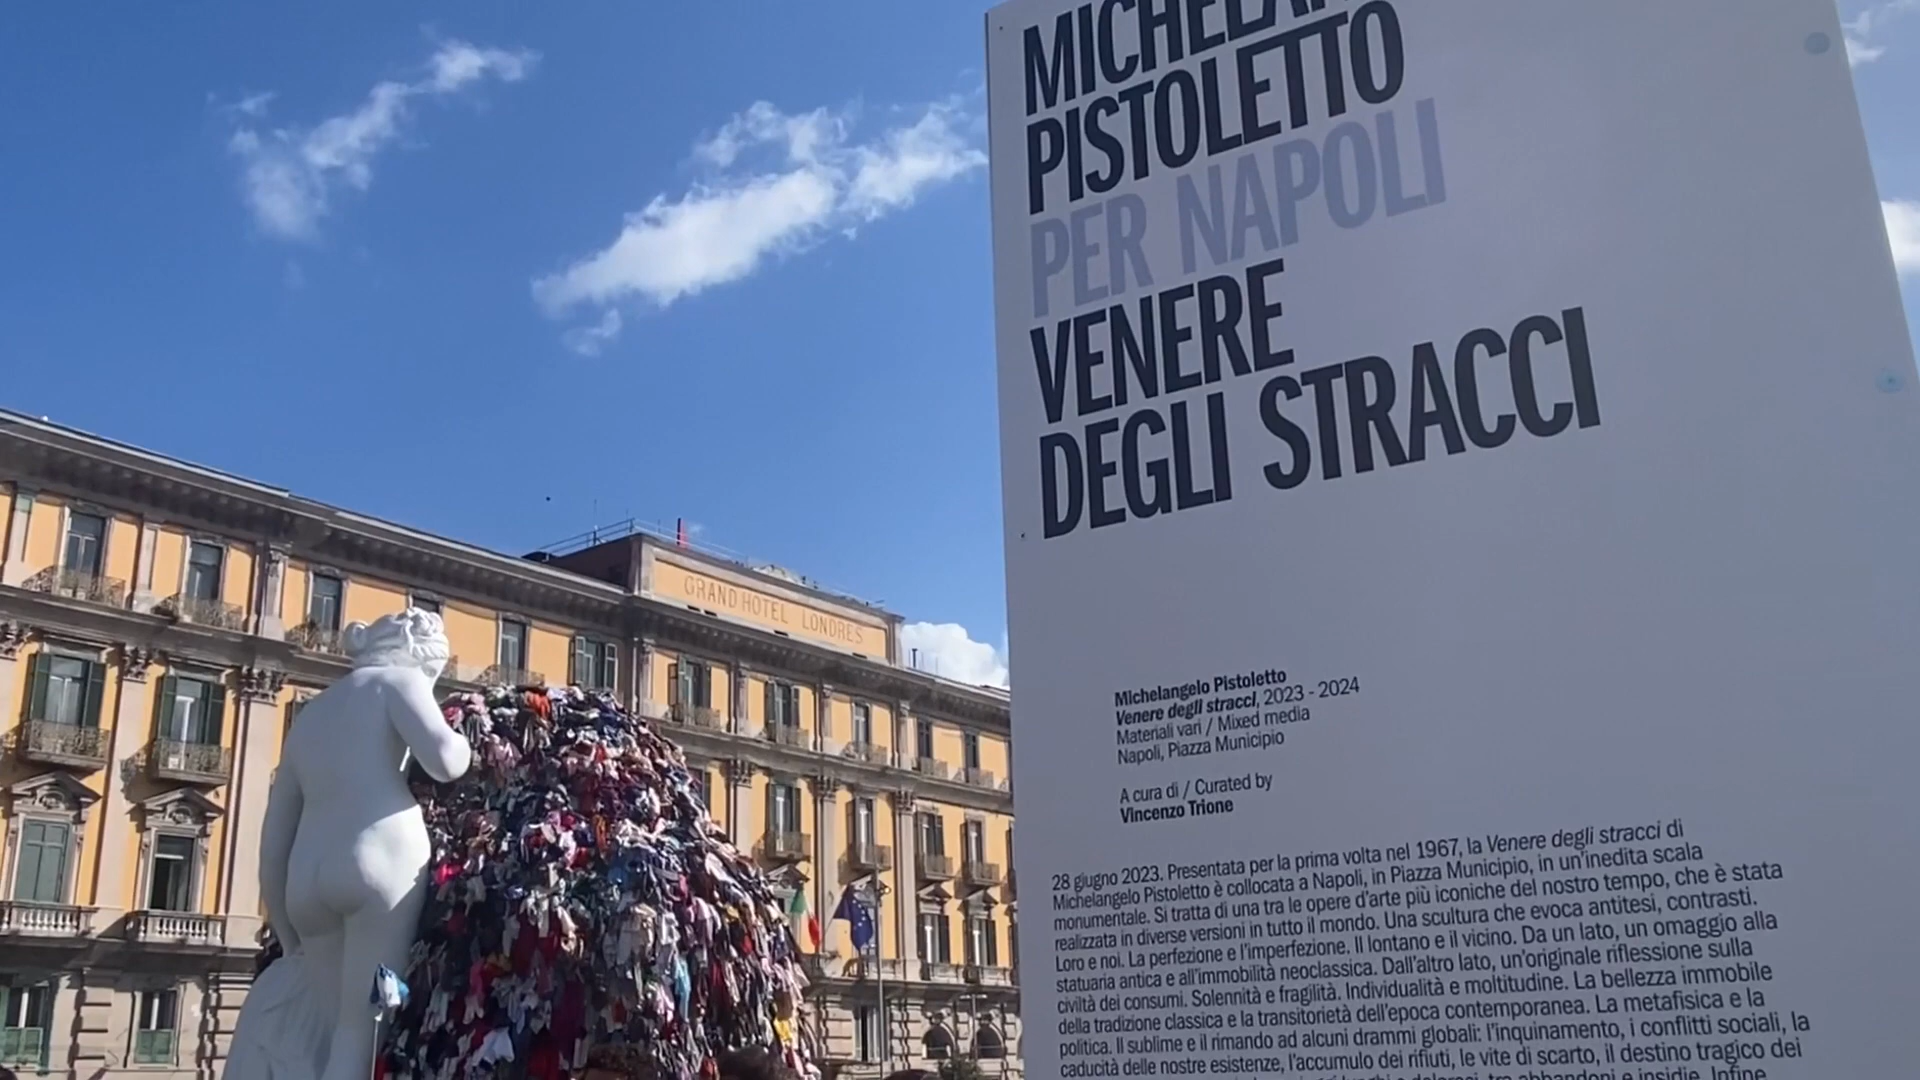 PISTOLETTO
PER NAPOLI
VENERE
DEGLI STRACCI
GRAND HOTEL LONDRES
Michelangelo Pistoletto
Venere degli stracci, 2023 - 2024
Materiali vari / Mixed media
Napoli, Piazza Municipio
A cura di / Curated by
Vincenzo Trione
28 giugno 2023. Presentata per la prima volta nel 1967, la Venere degli stracci di
Michelangelo Pistoletto è collocata a Napoli, in Piazza Municipio, in un'inedita scala
monumentale. Si tratta di una tra le opere d'arte più iconiche del nostro tempo, che è stata
realizzata in diverse versioni in tutto il mondo. Una scultura che evoca antitesi, contrasti.
Loro e noi. La perfezione e l'imperfezione. Il lontano e il vicino. Da un lato, un omaggio alla
statuaria antica e all'immobilità neoclassica. Dall'altro lato, un'originale riflessione sulla
civiltà dei consumi. Solennità e fragilità. Individualità e moltitudine. La bellezza immobile
della tradizione classica e la transitorietà dell'epoca contemporanea. La metafisica e la
politica. Il sublime e il rimando ad alcuni drammi globali: l'inquinamento, i conflitti sociali, la
caducità delle nostre esistenze, l'accumulo dei rifiuti, le vite di scarto, il destino tragico dei
tra abbandoni e insidie. Infine